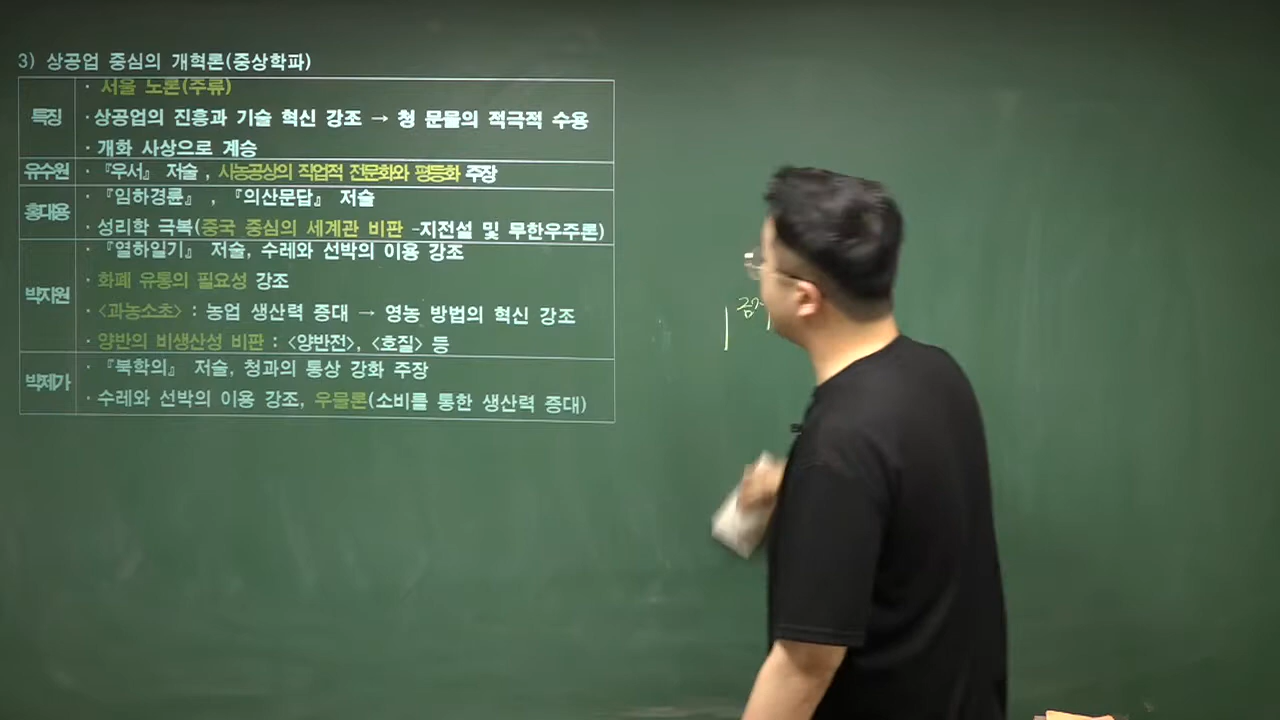 3) 상공업 중심의 개혁론(중상학파)
특징
· 서울 노론(주류)
· 상공업의 진흥과 기술 혁신 강조 → 청 문물의 적극적 수용
· 개화 사상으로 계승
유수원
· 『우서』 저술 , 사농공상의 직업적 전문화와 평등화 주장
홍대용
· 『임하경륜』 , 『의산문답』 저술
· 성리학 극복(중국 중심의 세계관 비판 -지전설 및 무한우주론)
박지원
· 『열하일기』 저술, 수레와 선박의 이용 강조
· 화폐 유통의 필요성 강조
· <과농소초> : 농업 생산력 증대 → 영농 방법의 혁신 강조
· 양반의 비생산성 비판 : <양반전>, <호질> 등
박제가
· 『북학의』 저술, 청과의 통상 강화 주장
· 수레와 선박의 이용 강조, 우물론(소비를 통한 생산력 증대)